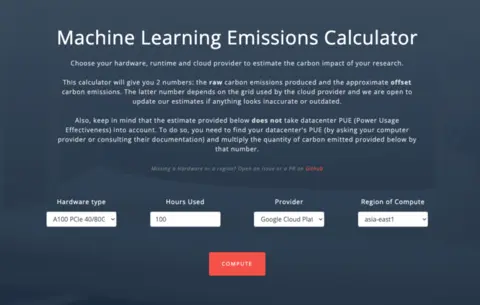 Machine Learning Emissions Calculator
Choose your hardware, runtime and cloud provider to estimate the carbon impact of your research.
This calculator will give you 2 numbers: the raw carbon emissions produced and the approximate offset
carbon emissions. The latter number depends on the grid used by the cloud provider and we are open to
update our estimates if anything looks inaccurate or outdated.
Also, keep in mind that the estimate provided below does not take datacenter PUE (Power Usage
Effectiveness) into account. To do so, you need to find your datacenter's PUE (by asking your computer
provider or consulting their documentation) and multiply the quantity of carbon emitted provided below by
that number.
Missing a Hardware or a region? Open an issue or a PR on Github
Hardware type Hours Used Provider Region of Compute
A100 PCIe 40/80G 100 Google Cloud Plat asia-east1
COMPUTE